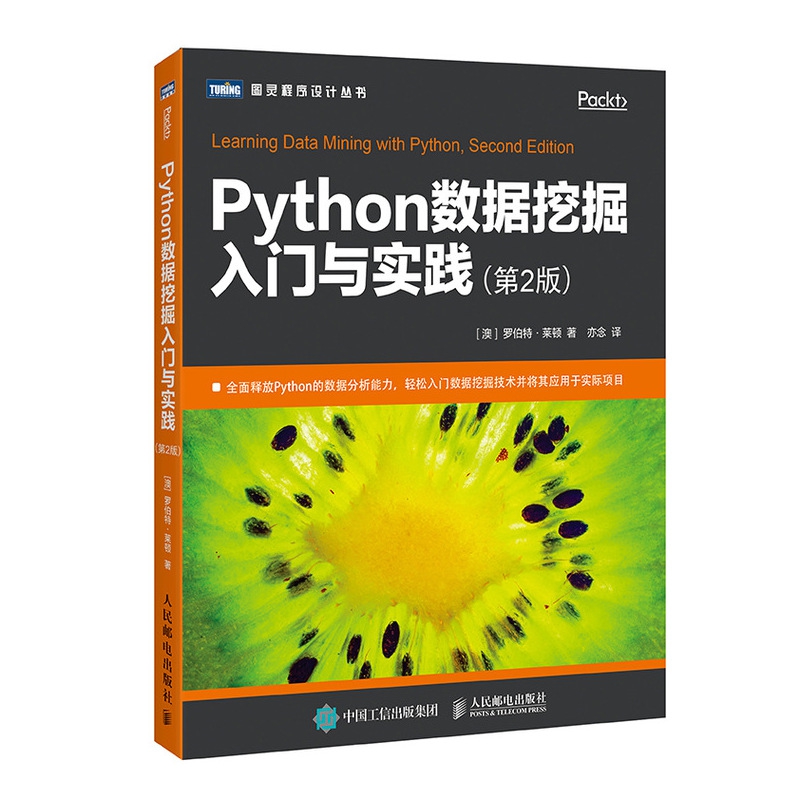 TURING 图灵程序设计丛书
Packt>
Learning Data Mining with Python, Second Edition
Python数据挖掘
入门与实践(第2版)
[澳] 罗伯特·莱顿 著 亦念 译
■ 全面释放Python的数据分析能力，轻松入门数据挖掘技术并将其应用于实际项目
中国工信出版集团
人民邮电出版社
POSTS & TELECOM PRESS
TURING
Packt>
Python数据挖掘入门与实践
(第2版)
[澳] 罗伯特·莱顿 著
人民邮电出版社